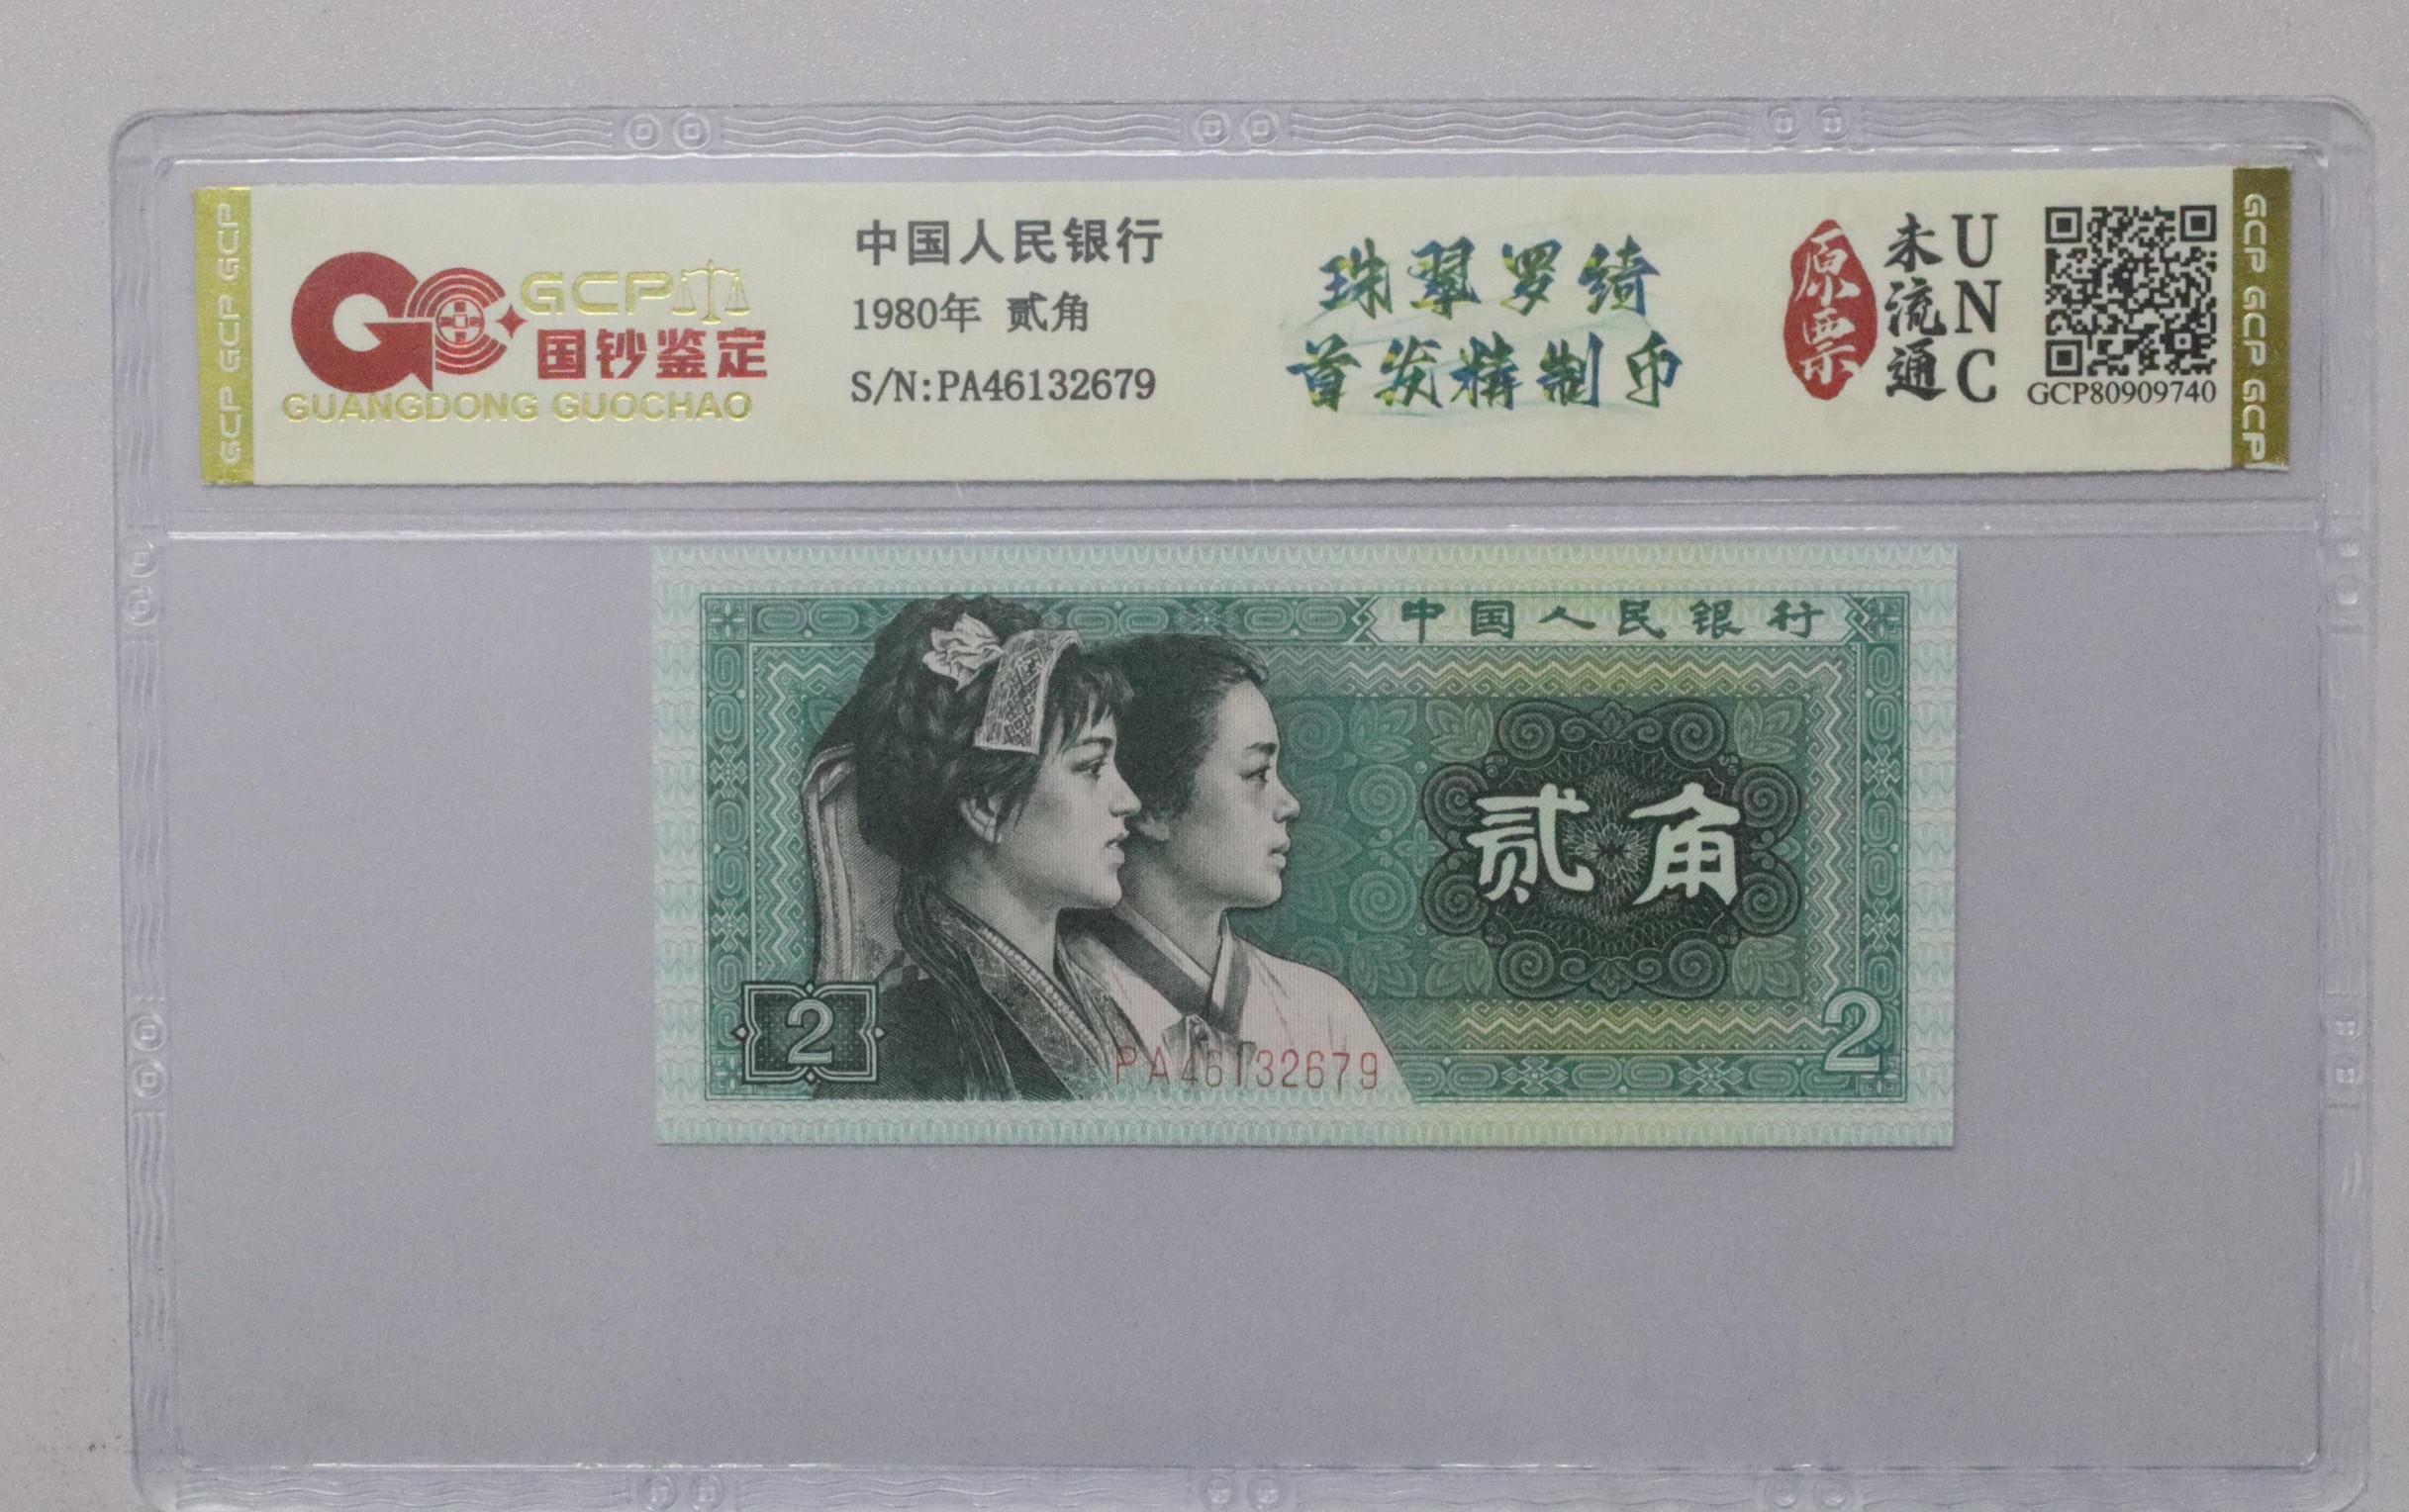 GCP GCP GCP
GCP
国钞鉴定
GUANGDONG GUOCHAO
中国人民银行
1980年 贰角
S/N:PA46132679
珠翠罗绮
首发精制币
原票
未流通
UNC
GCP80909740
GCP GCP GCP
中国人民银行
贰角
2
PA46132679
2